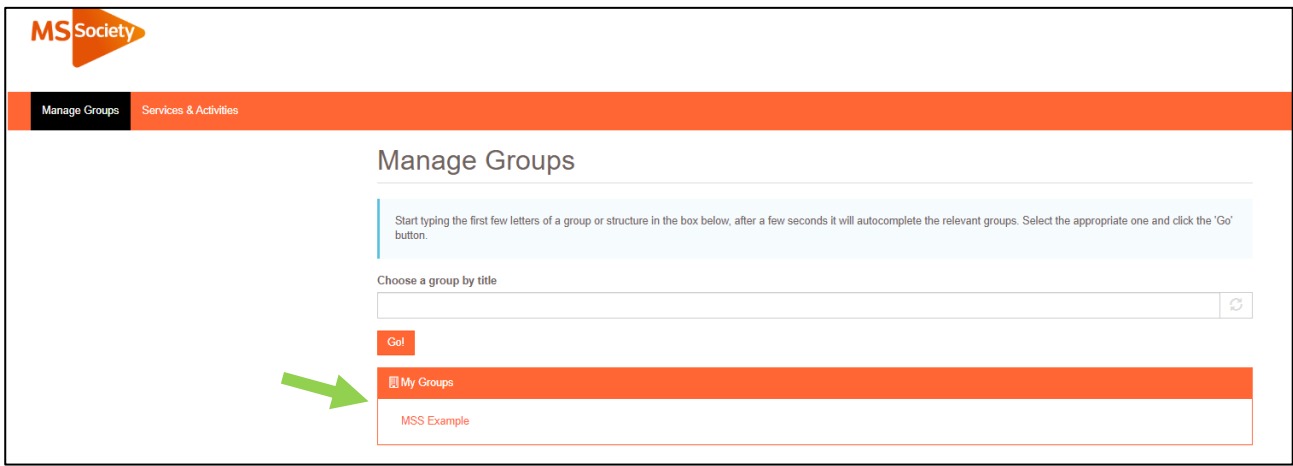 MS Society
Manage Groups Services & Activities
Manage Groups
Start typing the first few letters of a group or structure in the box below, after a few seconds it will autocomplete the relevant groups. Select the appropriate one and click the 'Go'
button.
Choose a group by title
Go!
My Groups
MSS Example